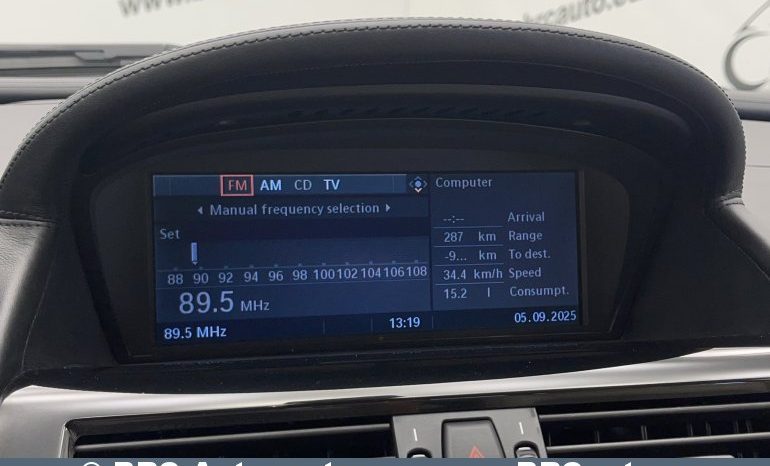 FM AM CD TV
Manual frequency selection
Set
88 90 92 94 96 98 100 102 104 106 108
89.5 MHz
89.5 MHz
13:19
Computer
--:-- Arrival
287 km Range
-9... km To dest.
34.4 km/h Speed
15.2 l Consumpt.
05.09.2025